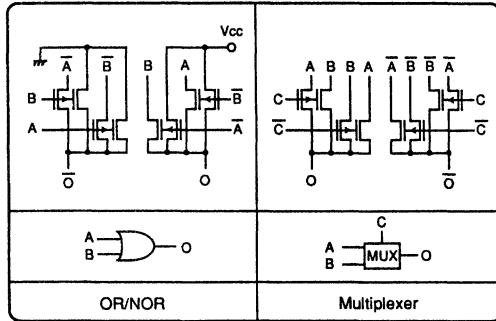 Vcc
A̅ B̅ B A
B B̅
A A̅
O̅ O
A B B A A̅ B̅ B̅ A̅
C C
C̅ C̅
O O̅
A
B O
C
A
B MUX O
OR/NOR
Multiplexer